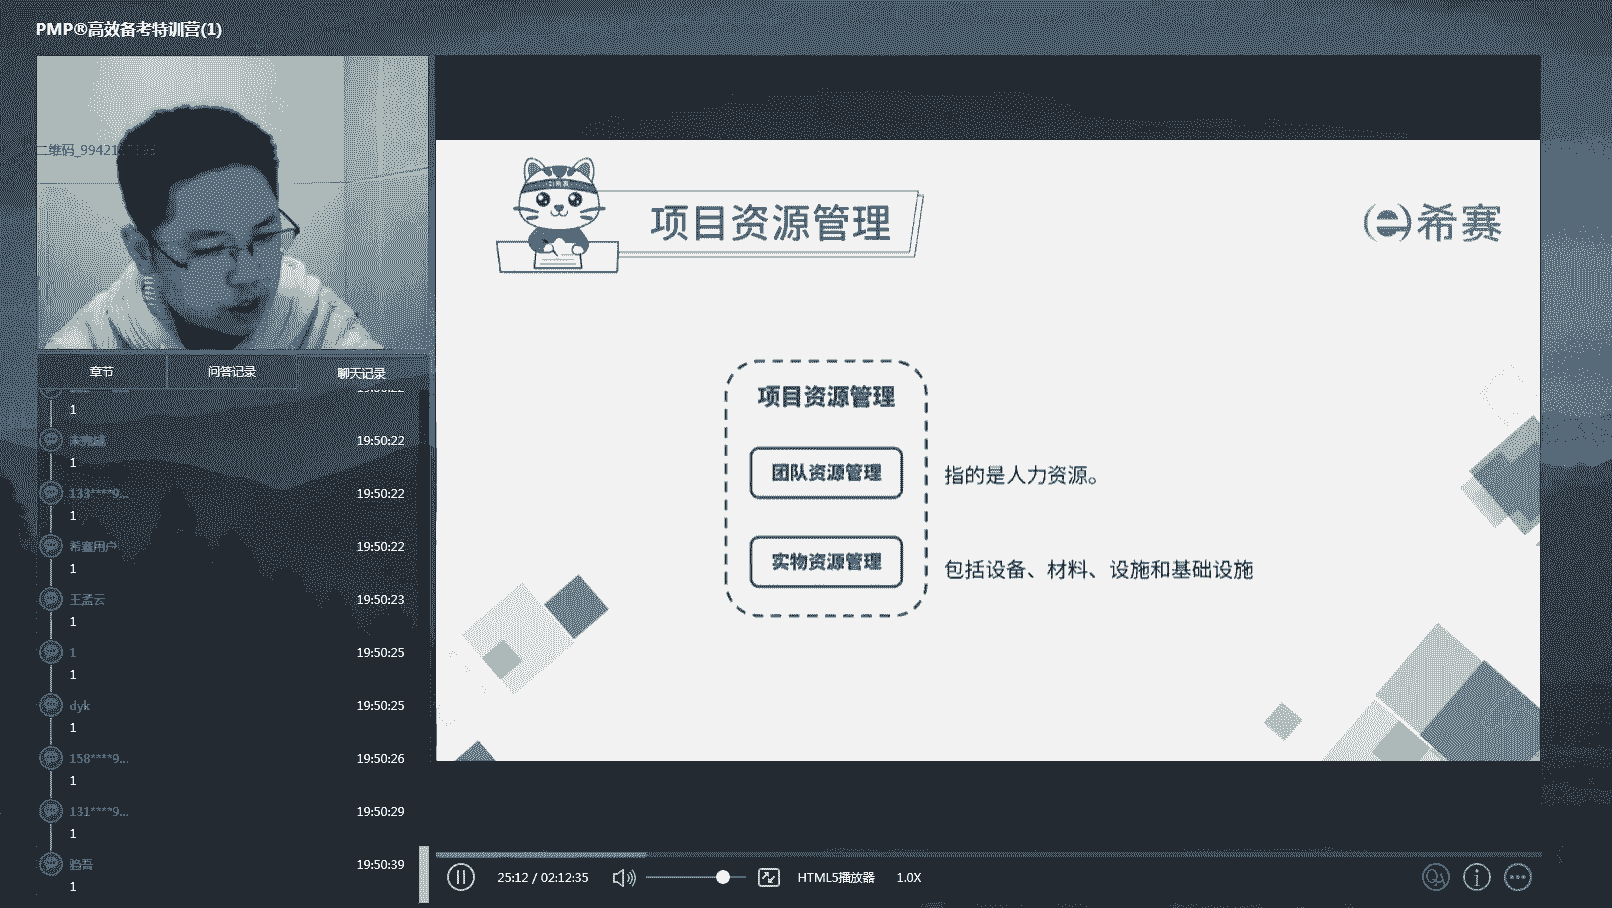 PMP®高效备考特训营(1)
二维码_99421
章节
问答记录
聊天记录
1
19:50:22
1
133****9...
19:50:22
1
希赛用户
19:50:22
1
王孟云
19:50:23
1
1
19:50:25
1
dyk
19:50:25
1
158****9...
19:50:26
1
131****9...
19:50:29
1
19:50:39
1
项目资源管理
希赛
项目资源管理
团队资源管理
指的是人力资源。
实物资源管理
包括设备、材料、设施和基础设施
25:12 / 02:12:35
HTML5播放器
1.0X